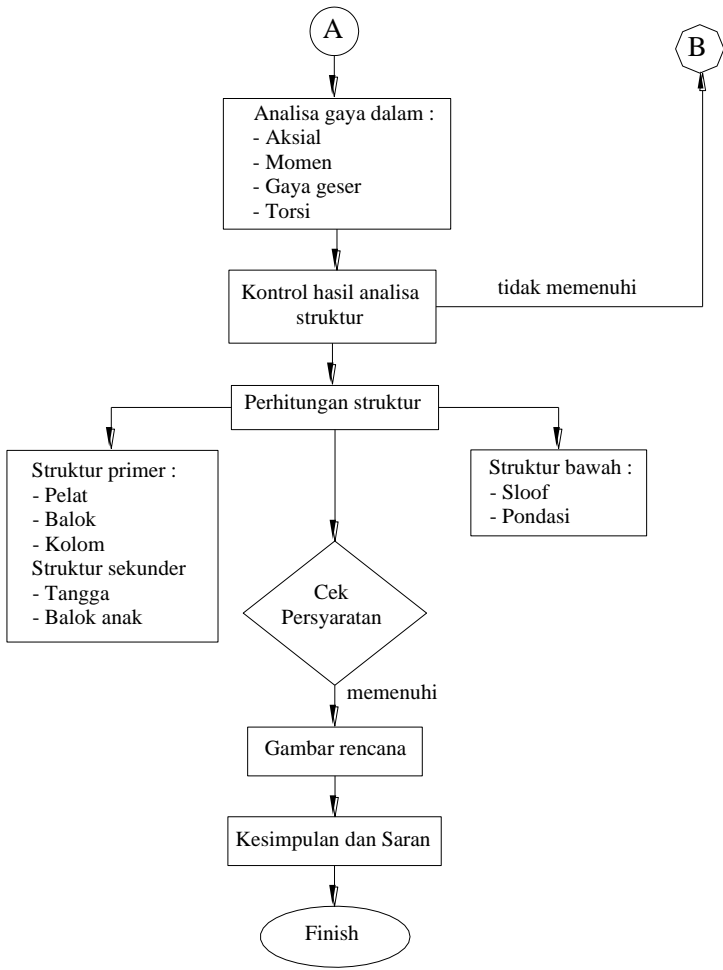 A
B
Analisa gaya dalam :
- Aksial
- Momen
- Gaya geser
- Torsi
Kontrol hasil analisa
struktur
tidak memenuhi
Perhitungan struktur
Struktur primer :
- Pelat
- Balok
- Kolom
Struktur sekunder
- Tangga
- Balok anak
Struktur bawah :
- Sloof
- Pondasi
Cek
Persyaratan
memenuhi
Gambar rencana
Kesimpulan dan Saran
Finish